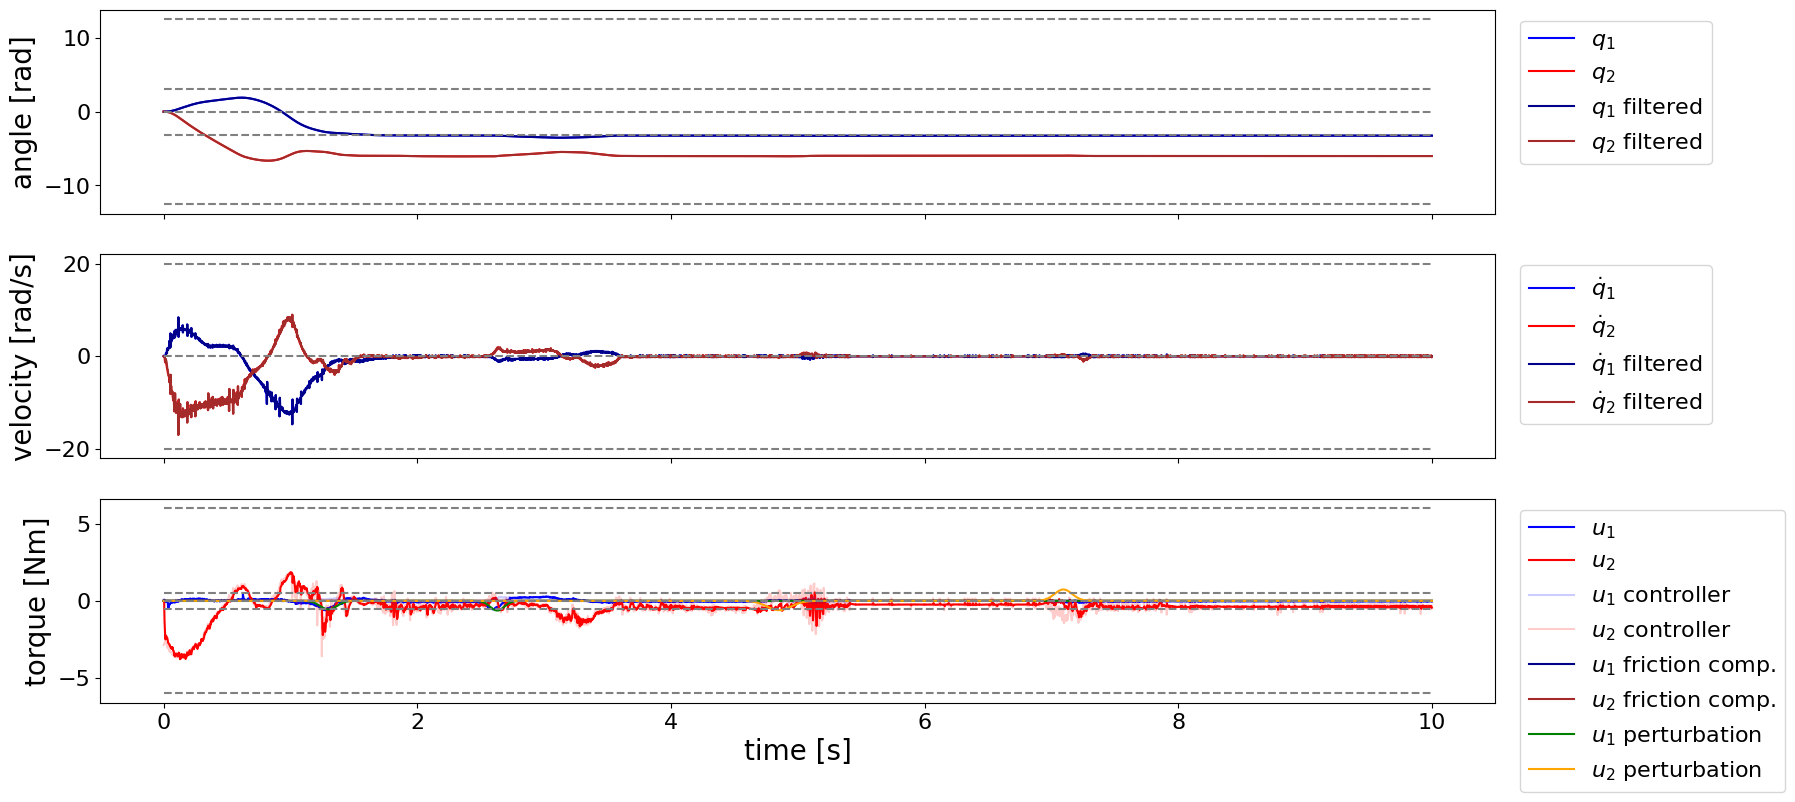 angle [rad]
10
0
−10
q₁
q₂
q₁ filtered
q₂ filtered
velocity [rad/s]
20
0
−20
q̇₁
q̇₂
q̇₁ filtered
q̇₂ filtered
torque [Nm]
5
0
−5
0 2 4 6 8 10
time [s]
u₁
u₂
u₁ controller
u₂ controller
u₁ friction comp.
u₂ friction comp.
u₁ perturbation
u₂ perturbation